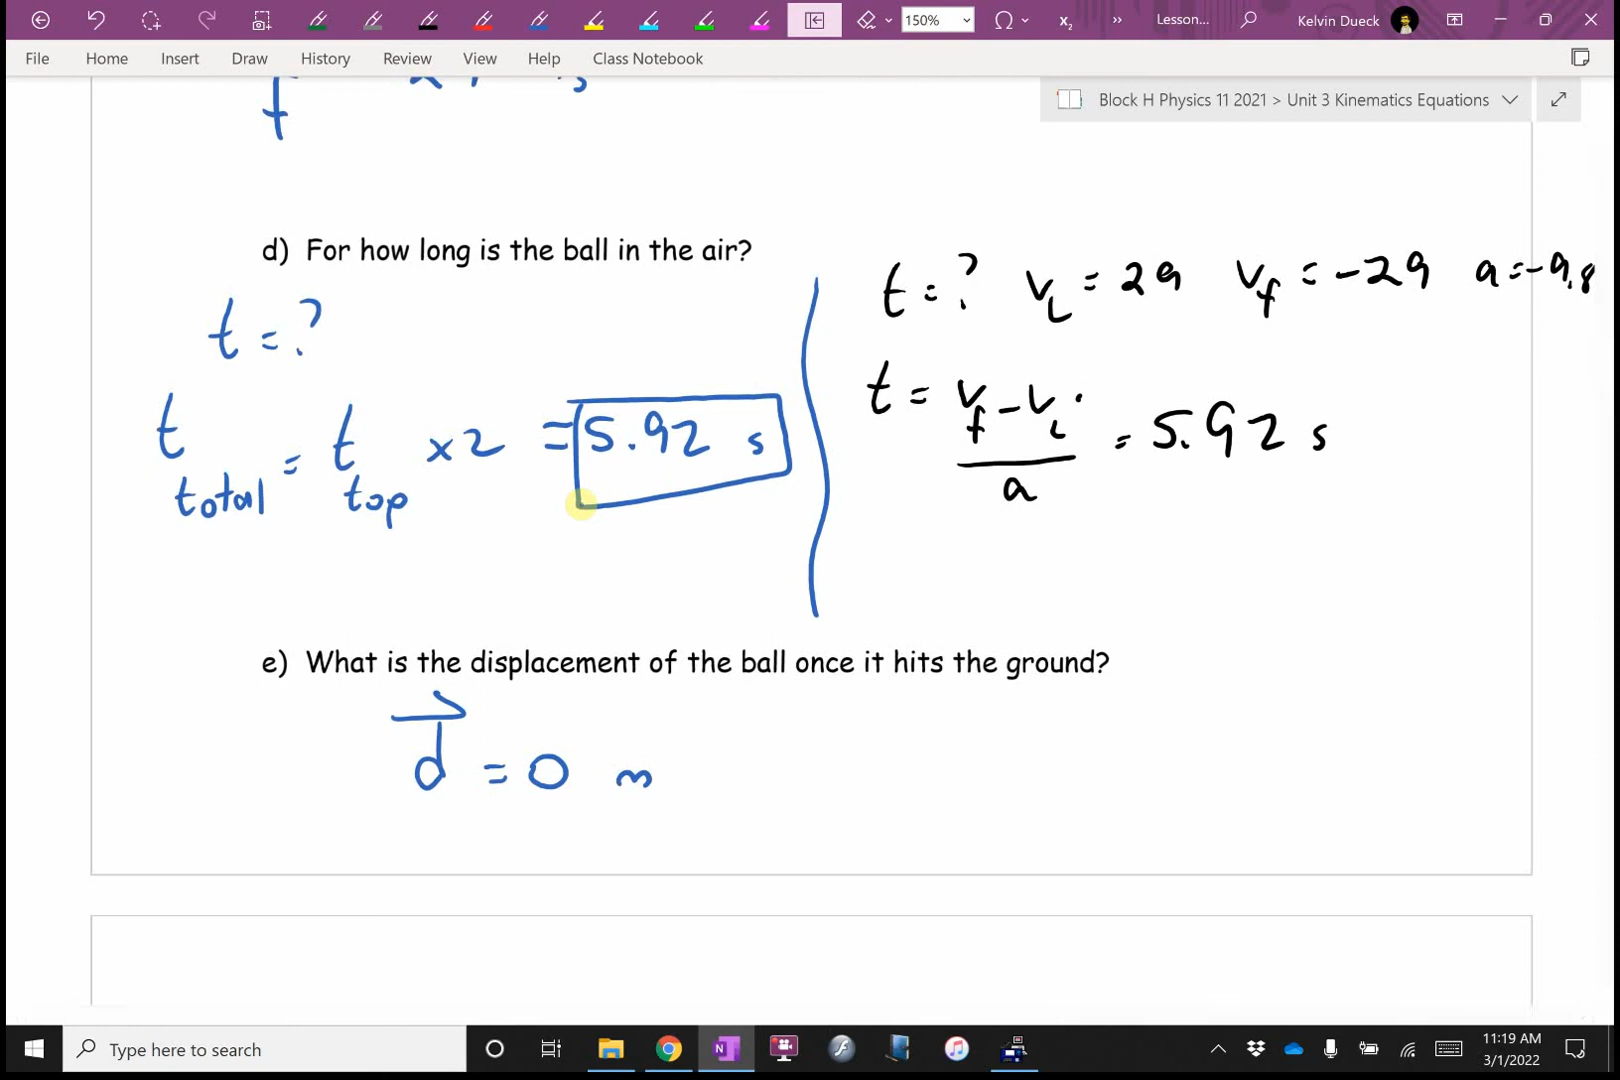 150%
x₂
»
Lesson...
Kelvin Dueck
File Home Insert Draw History Review View Help Class Notebook
Block H Physics 11 2021 > Unit 3 Kinematics Equations
f
d) For how long is the ball in the air?
t = ?
t total = t top × 2 = 5.92 s
t = ? vi = 29 vf = -29 a = -9.8
t = vf - vi / a = 5.92 s
e) What is the displacement of the ball once it hits the ground?
d = 0 m
Type here to search
11:19 AM
3/1/2022